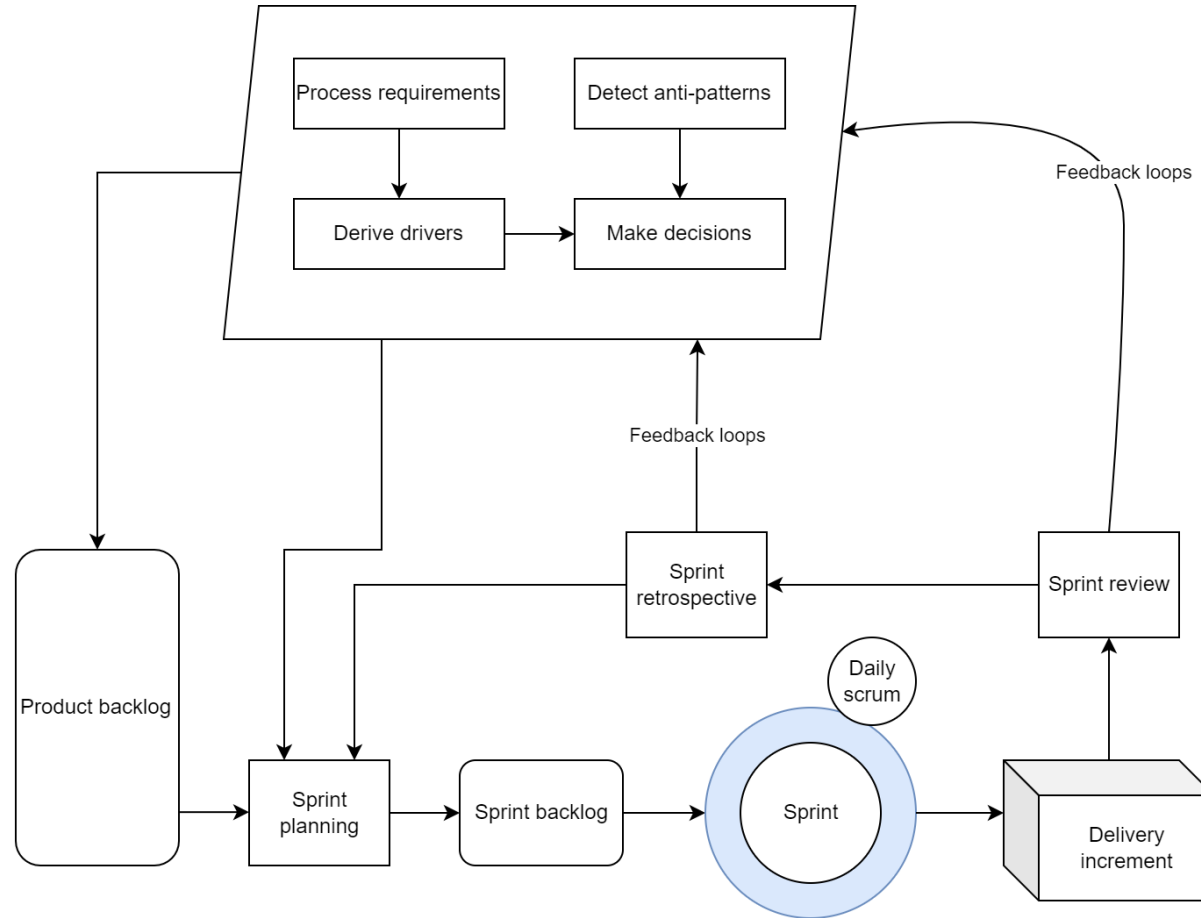 Process requirements
Detect anti-patterns
Feedback loops
Derive drivers
Make decisions
Feedback loops
Sprint
retrospective
Sprint review
Daily
scrum
Product backlog
Sprint
planning
Sprint backlog
Sprint
Delivery
increment